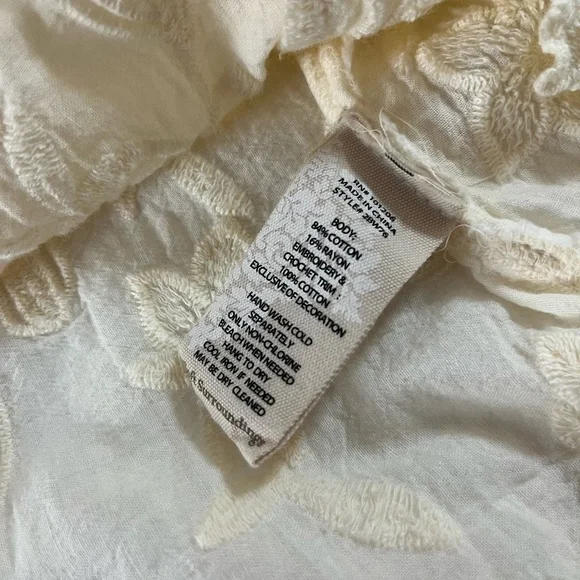 RN# 101206
MADE IN CHINA
STYLE# 28W76
BODY:
84% COTTON
16% RAYON
EMBROIDERY &
CROCHET TRIM :
100% COTTON
EXCLUSIVE OF DECORATION
HAND WASH COLD
SEPARATELY
ONLY NON-CHLORINE
BLEACH WHEN NEEDED
HANG TO DRY
COOL IRON IF NEEDED
MAY BE DRY CLEANED
& Surroundings